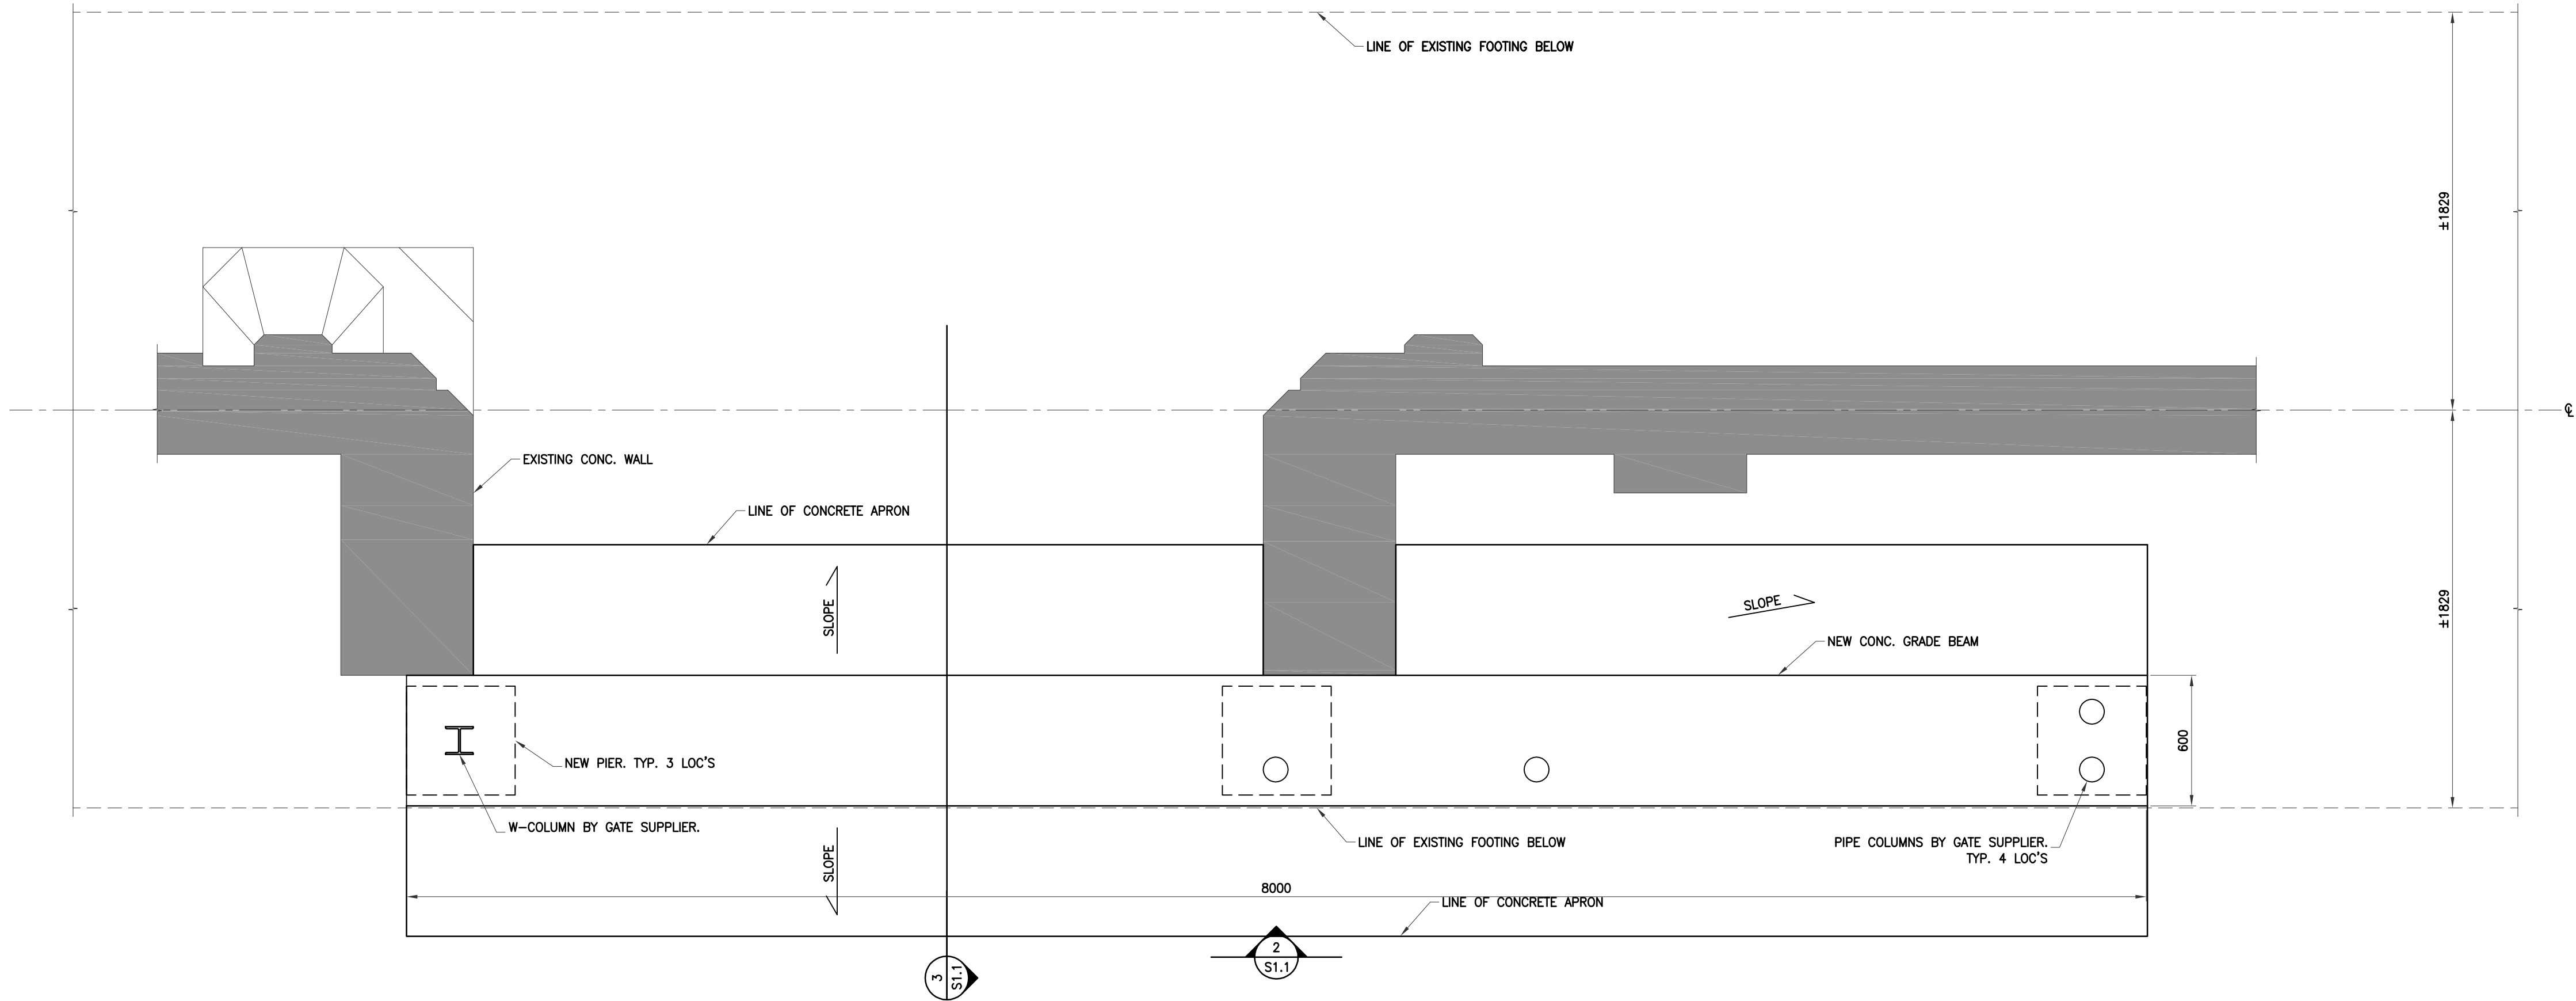 LINE OF EXISTING FOOTING BELOW
±1829
℄
EXISTING CONC. WALL
LINE OF CONCRETE APRON
SLOPE
SLOPE
±1829
NEW CONC. GRADE BEAM
600
NEW PIER. TYP. 3 LOC'S
W-COLUMN BY GATE SUPPLIER.
SLOPE
LINE OF EXISTING FOOTING BELOW
PIPE COLUMNS BY GATE SUPPLIER.
TYP. 4 LOC'S
8000
LINE OF CONCRETE APRON
3
S1.1
2
S1.1